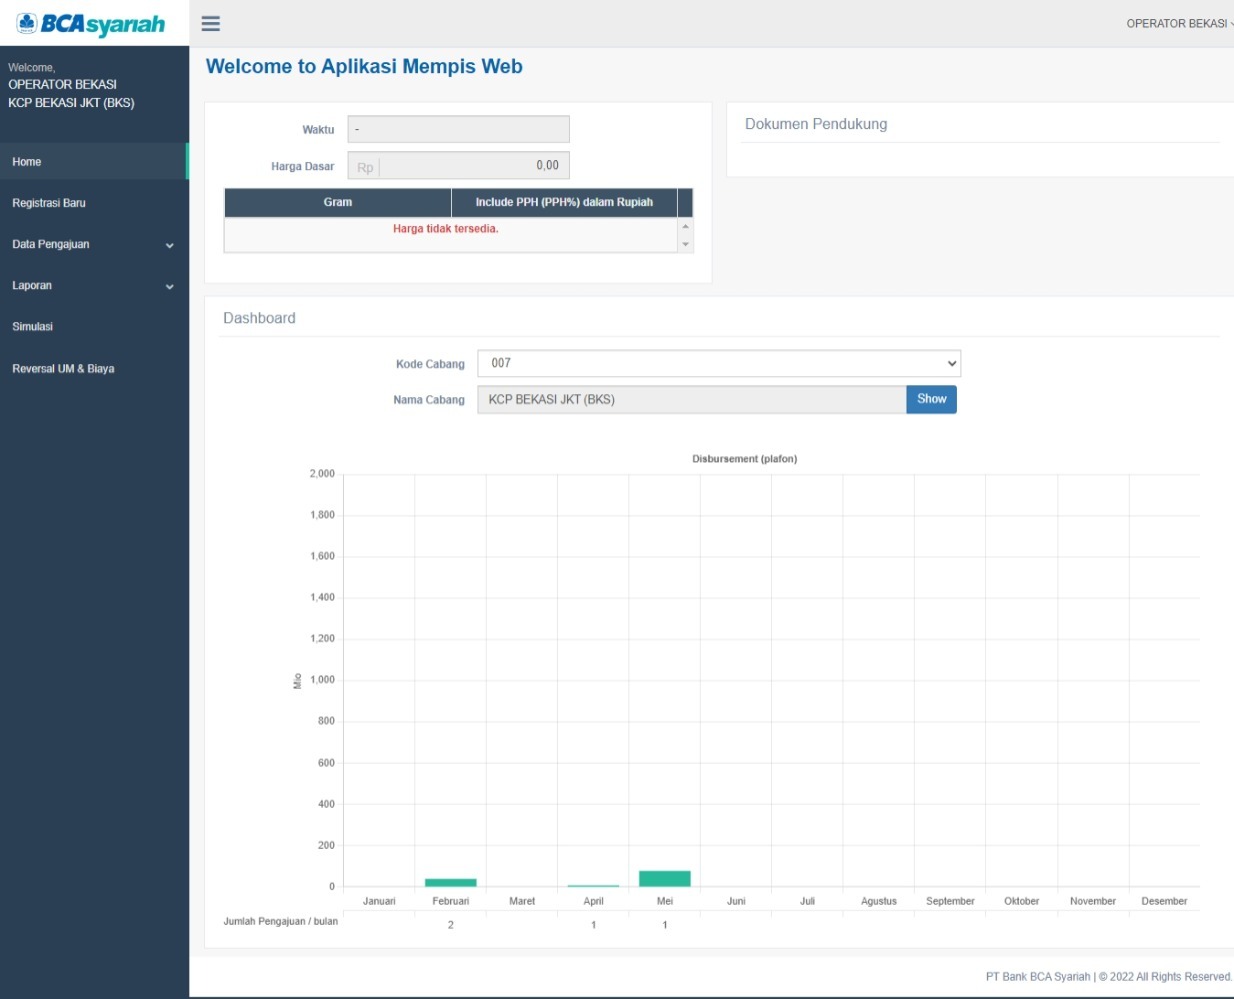 BCAsyariah
OPERATOR BEKASI
Welcome,
OPERATOR BEKASI
KCP BEKASI JKT (BKS)
Home
Registrasi Baru
Data Pengajuan
Laporan
Simulasi
Reversal UM & Biaya
Welcome to Aplikasi Mempis Web
Waktu -
Harga Dasar Rp 0,00
Gram Include PPH (PPH%) dalam Rupiah
Harga tidak tersedia.
Dokumen Pendukung
Dashboard
Kode Cabang 007
Nama Cabang KCP BEKASI JKT (BKS) Show
Disbursement (plafon)
2,000
1,800
1,600
1,400
1,200
Mio
1,000
800
600
400
200
0
Januari Februari Maret April Mei Juni Juli Agustus September Oktober November Desember
Jumlah Pengajuan / bulan 2 1 1
PT Bank BCA Syariah | © 2022 All Rights Reserved.